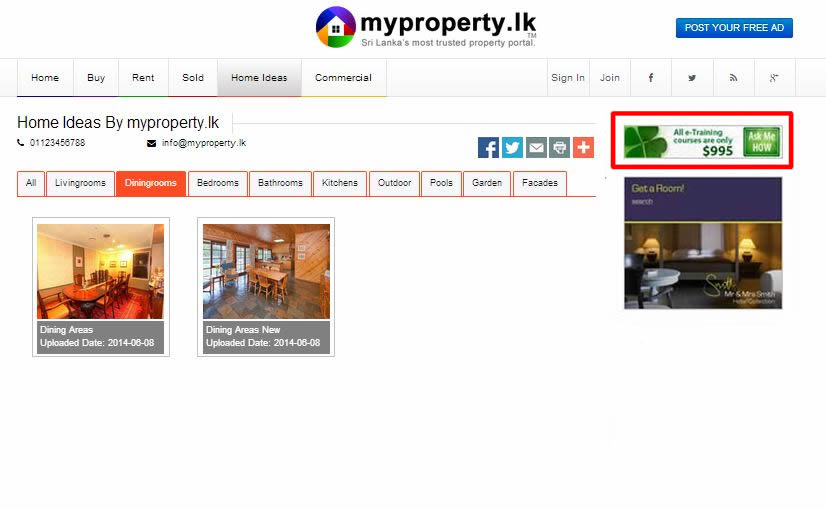 myproperty.lk
TM
Sri Lanka's most trusted property portal.
POST YOUR FREE AD
Home Buy Rent Sold Home Ideas Commercial Sign In Join
Home Ideas By myproperty.lk
01123456788 info@myproperty.lk
All Livingrooms Diningrooms Bedrooms Bathrooms Kitchens Outdoor Pools Garden Facades
Dining Areas
Uploaded Date: 2014-06-08
Dining Areas New
Uploaded Date: 2014-06-08
All e-Training
courses are only
$995
Ask Me
HOW
Get a Room!
search
Smith
Mr & Mrs Smith
Hotel Collection